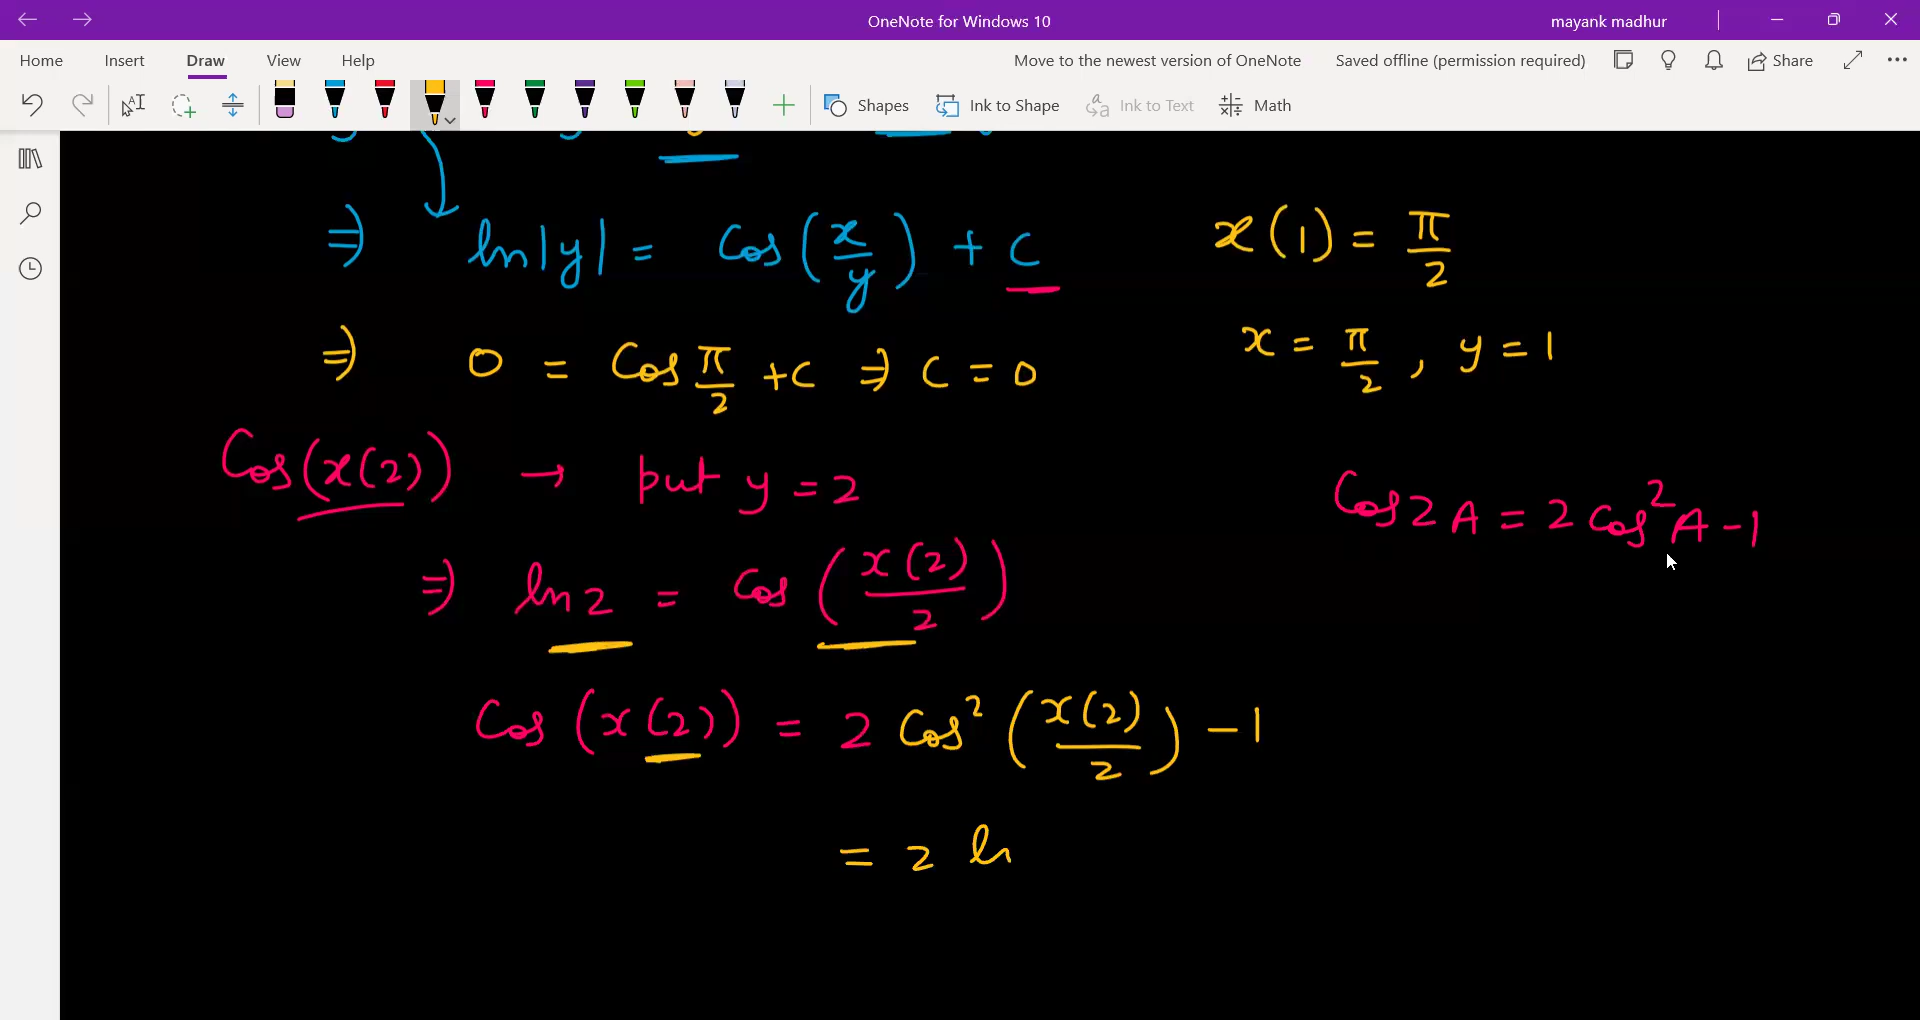 OneNote for Windows 10
mayank madhur
Home Insert Draw View Help
Move to the newest version of OneNote Saved offline (permission required) Share
Shapes Ink to Shape Ink to Text Math
⇒ ln|y| = Cos(x/y) + C
x(1) = π/2
⇒ 0 = Cos π/2 + C ⇒ C = 0
x = π/2, y = 1
Cos(x(2)) → put y = 2
Cos 2A = 2 Cos²A - 1
⇒ ln 2 = Cos(x(2)/2)
Cos(x(2)) = 2 Cos²(x(2)/2) - 1
= 2 ln